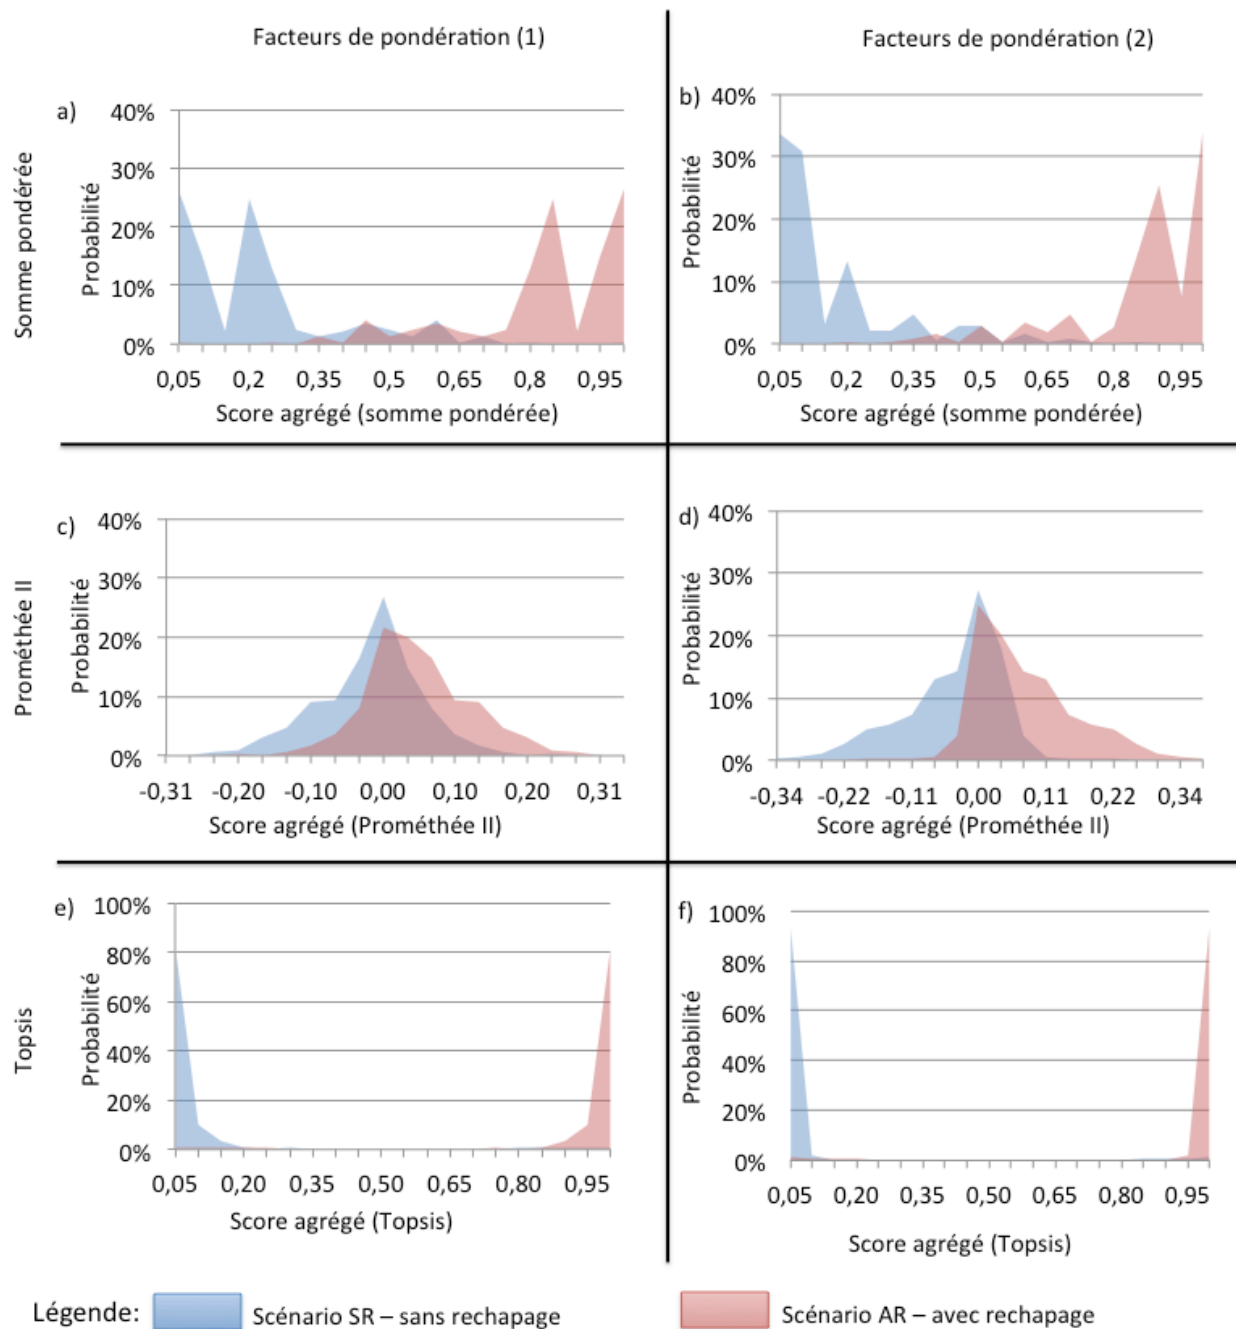 Facteurs de pondération (1)
Facteurs de pondération (2)
Somme pondérée
a)
40%
30%
20%
10%
0%
Probabilité
0,05 0,2 0,35 0,5 0,65 0,8 0,95
Score agrégé (somme pondérée)
b)
40%
30%
20%
10%
0%
Probabilité
0,05 0,2 0,35 0,5 0,65 0,8 0,95
Score agrégé (somme pondérée)
Prométhée II
c)
40%
30%
20%
10%
0%
Probabilité
-0,31 -0,20 -0,10 0,00 0,10 0,20 0,31
Score agrégé (Prométhée II)
d)
40%
30%
20%
10%
0%
Probabilité
-0,34 -0,22 -0,11 0,00 0,11 0,22 0,34
Score agrégé (Prométhée II)
Topsis
e)
100%
80%
60%
40%
20%
0%
Probabilité
0,05 0,20 0,35 0,50 0,65 0,80 0,95
Score agrégé (Topsis)
f)
100%
80%
60%
40%
20%
0%
Probabilité
0,05 0,20 0,35 0,50 0,65 0,80 0,95
Score agrégé (Topsis)
Légende:
Scénario SR – sans rechapage
Scénario AR – avec rechapage